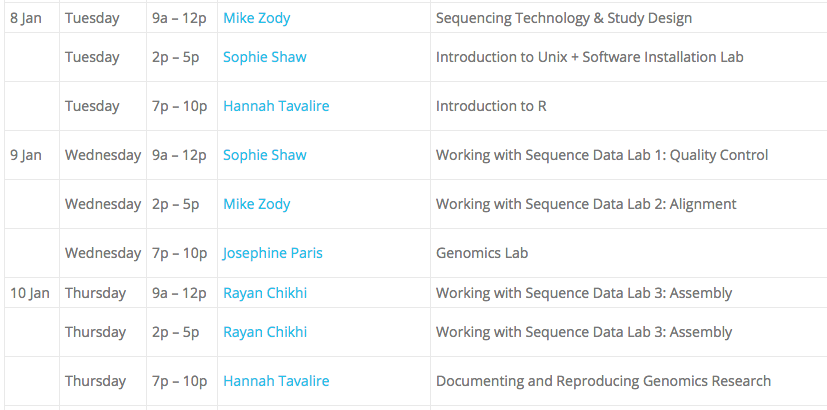 8 Jan Tuesday 9a – 12p Mike Zody Sequencing Technology & Study Design
Tuesday 2p – 5p Sophie Shaw Introduction to Unix + Software Installation Lab
Tuesday 7p – 10p Hannah Tavalire Introduction to R
9 Jan Wednesday 9a – 12p Sophie Shaw Working with Sequence Data Lab 1: Quality Control
Wednesday 2p – 5p Mike Zody Working with Sequence Data Lab 2: Alignment
Wednesday 7p – 10p Josephine Paris Genomics Lab
10 Jan Thursday 9a – 12p Rayan Chikhi Working with Sequence Data Lab 3: Assembly
Thursday 2p – 5p Rayan Chikhi Working with Sequence Data Lab 3: Assembly
Thursday 7p – 10p Hannah Tavalire Documenting and Reproducing Genomics Research